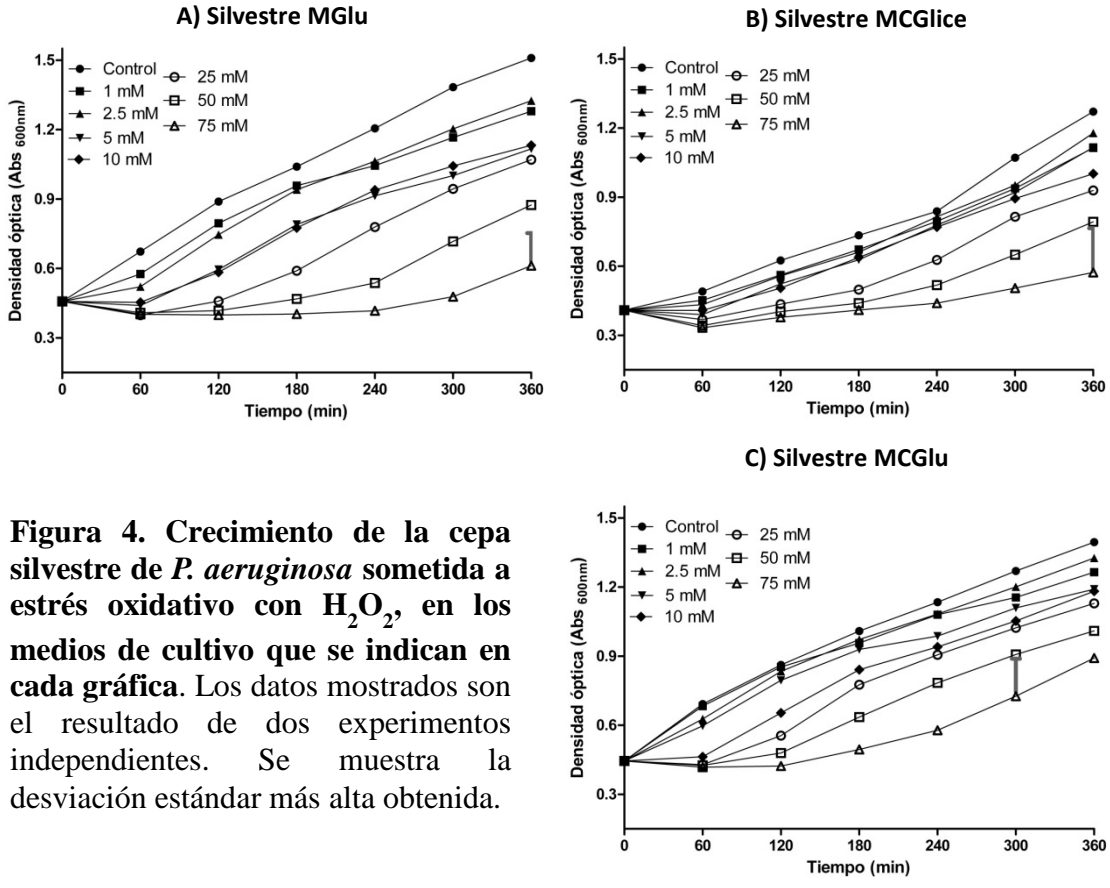 A) Silvestre MGlu
Densidad óptica (Abs 600nm)
1.5
1.2
0.9
0.6
0.3
Control
1 mM
2.5 mM
5 mM
10 mM
25 mM
50 mM
75 mM
0 60 120 180 240 300 360
Tiempo (min)
B) Silvestre MCGlice
Densidad óptica (Abs 600nm)
1.5
1.2
0.9
0.6
0.3
Control
1 mM
2.5 mM
5 mM
10 mM
25 mM
50 mM
75 mM
0 60 120 180 240 300 360
Tiempo (min)
C) Silvestre MCGlu
Densidad óptica (Abs 600nm)
1.5
1.2
0.9
0.6
0.3
Control
1 mM
2.5 mM
5 mM
10 mM
25 mM
50 mM
75 mM
0 60 120 180 240 300 360
Tiempo (min)
Figura 4. Crecimiento de la cepa
silvestre de P. aeruginosa sometida a
estrés oxidativo con H₂O₂, en los
medios de cultivo que se indican en
cada gráfica. Los datos mostrados son
el resultado de dos experimentos
independientes. Se muestra la
desviación estándar más alta obtenida.